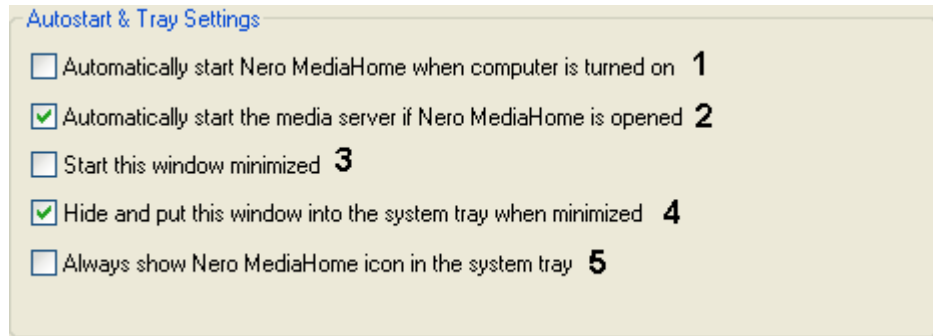 Autostart & Tray Settings
Automatically start Nero MediaHome when computer is turned on 1
Automatically start the media server if Nero MediaHome is opened 2
Start this window minimized 3
Hide and put this window into the system tray when minimized 4
Always show Nero MediaHome icon in the system tray 5